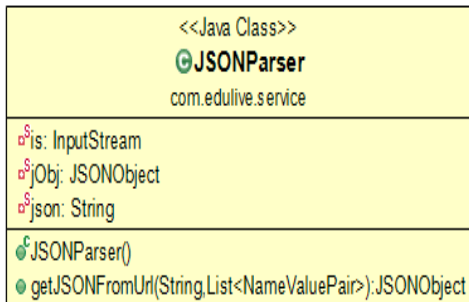 <<Java Class>>
JSONParser
com.edulive.service
is: InputStream
jObj: JSONObject
json: String
JSONParser()
getJSONFromUrl(String,List<NameValuePair>):JSONObject